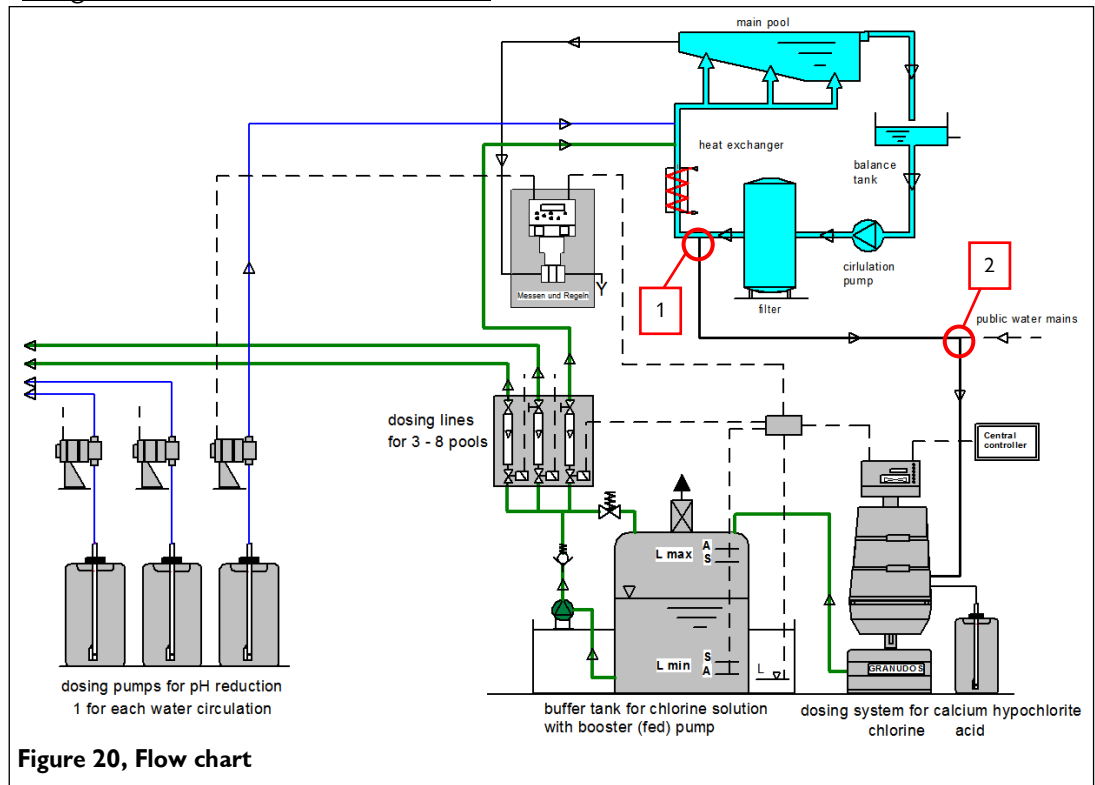 main pool
heat exchanger
balance
tank
cirlulation
pump
filter
1
2
public water mains
Messen und Regeln
dosing lines
for 3 - 8 pools
Central
controller
L max
A
S
L min
S
A
L
GRANUDOS
dosing pumps for pH reduction
1 for each water circulation
buffer tank for chlorine solution
with booster (fed) pump
dosing system for calcium hypochlorite
chlorine acid
Figure 20, Flow chart